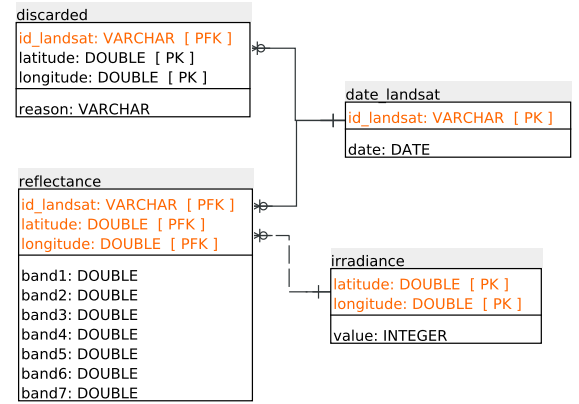 discarded
id_landsat: VARCHAR [ PFK ]
latitude: DOUBLE [ PK ]
longitude: DOUBLE [ PK ]
reason: VARCHAR
date_landsat
id_landsat: VARCHAR [ PK ]
date: DATE
reflectance
id_landsat: VARCHAR [ PFK ]
latitude: DOUBLE [ PFK ]
longitude: DOUBLE [ PFK ]
band1: DOUBLE
band2: DOUBLE
band3: DOUBLE
band4: DOUBLE
band5: DOUBLE
band6: DOUBLE
band7: DOUBLE
irradiance
latitude: DOUBLE [ PK ]
longitude: DOUBLE [ PK ]
value: INTEGER